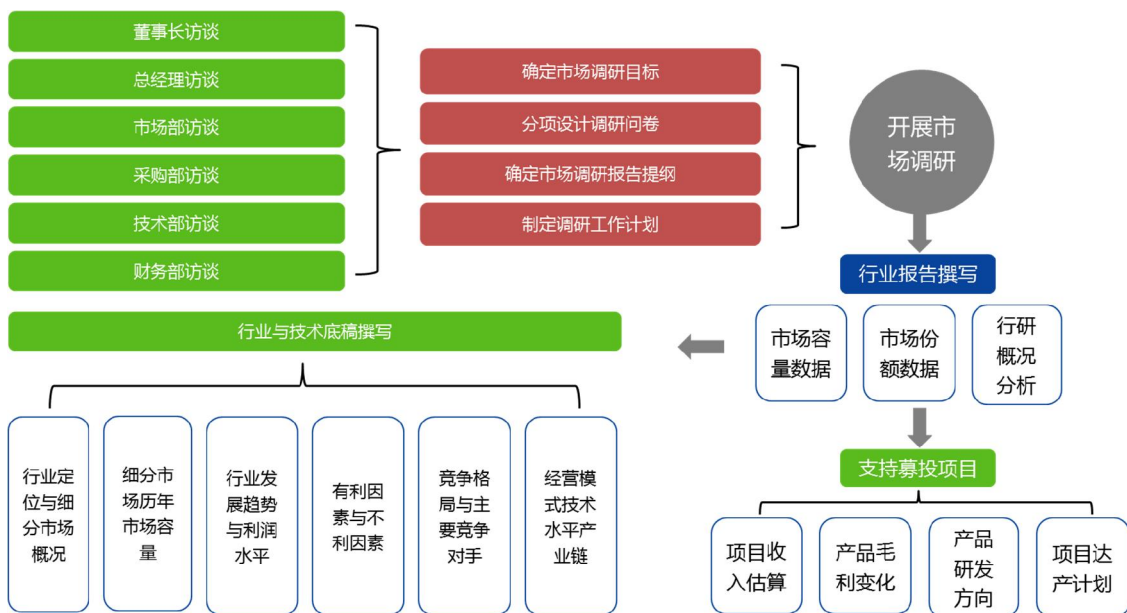 董事长访谈
总经理访谈
市场部访谈
采购部访谈
技术部访谈
财务部访谈
确定市场调研目标
分项设计调研问卷
确定市场调研报告提纲
制定调研工作计划
开展市
场调研
行业报告撰写
市场容
量数据
市场份
额数据
行研
概况
分析
行业与技术底稿撰写
行业定
位与细
分市场
概况
细分市
场历年
市场容
量
行业发
展趋势
与利润
水平
有利因
素与不
利因素
竞争格
局与主
要竞争
对手
经营模
式技术
水平产
业链
支持募投项目
项目收
入估算
产品毛
利变化
产品
研发
方向
项目达
产计划